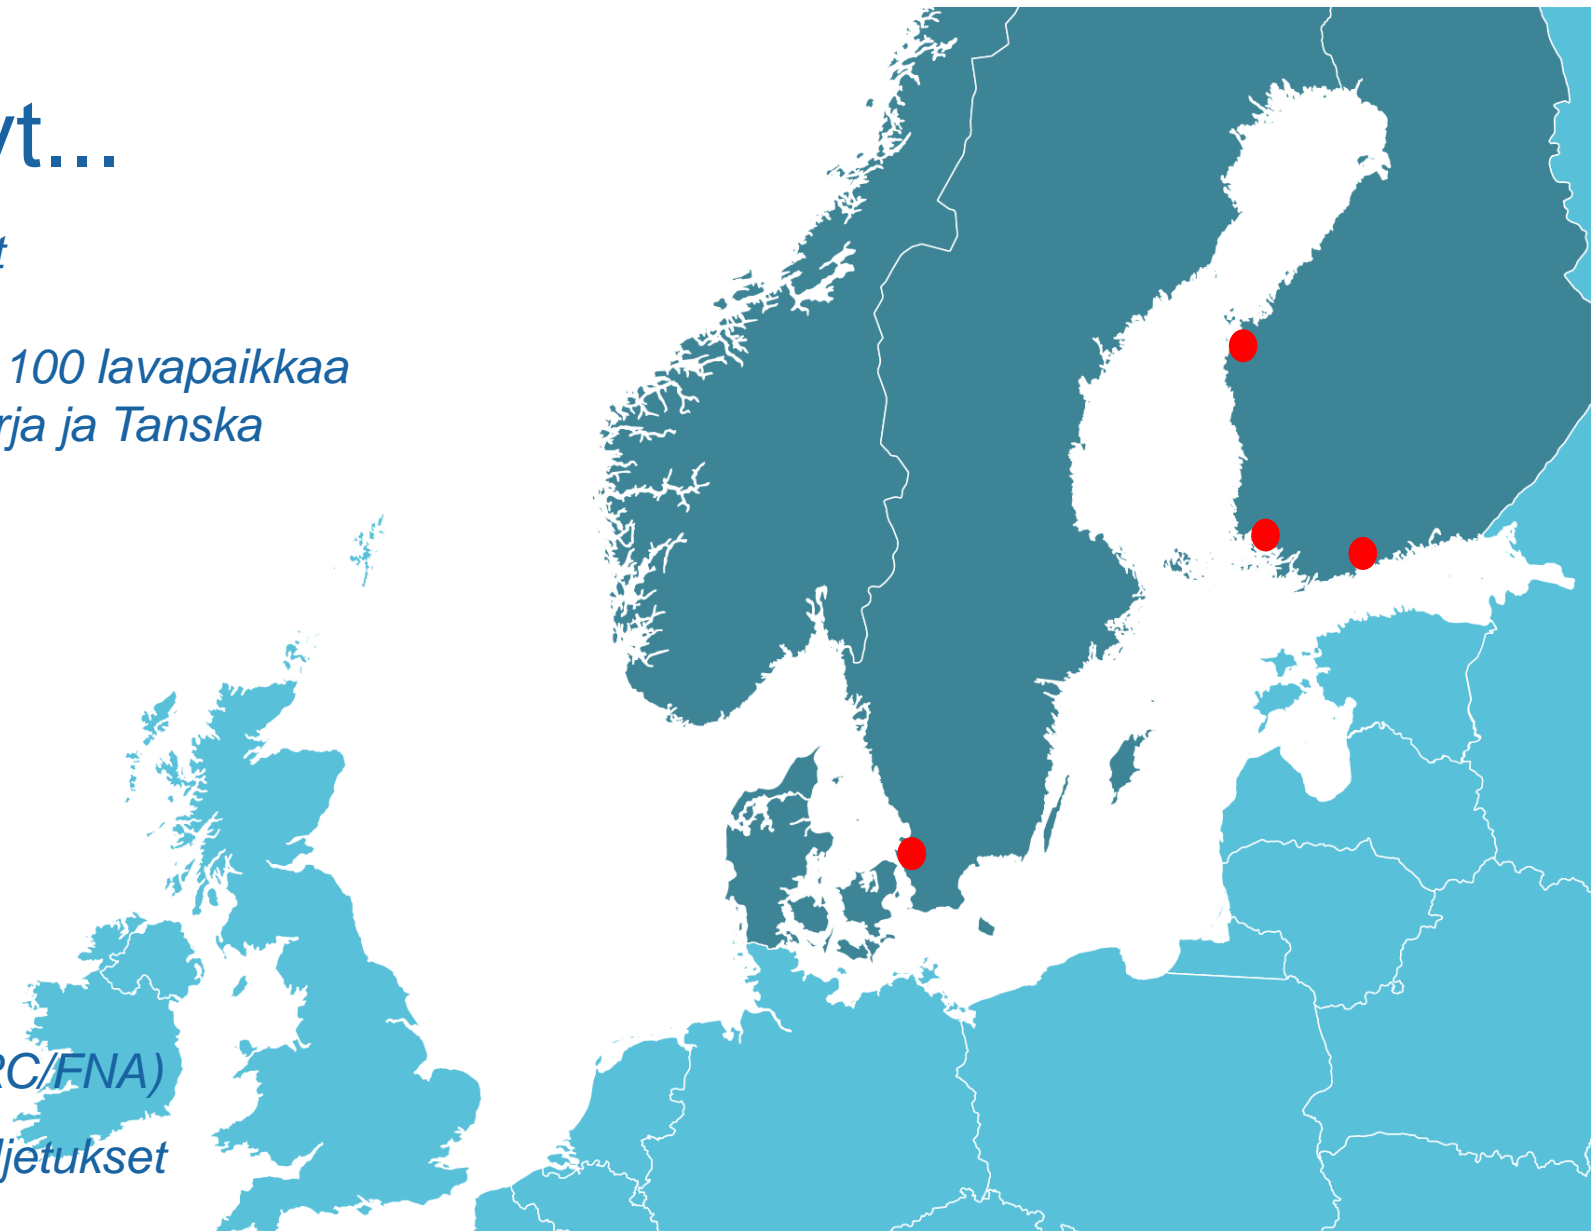 yt...
t
100 lavapaikkaa
rja ja Tanska
RC/FNA)
ljetukset